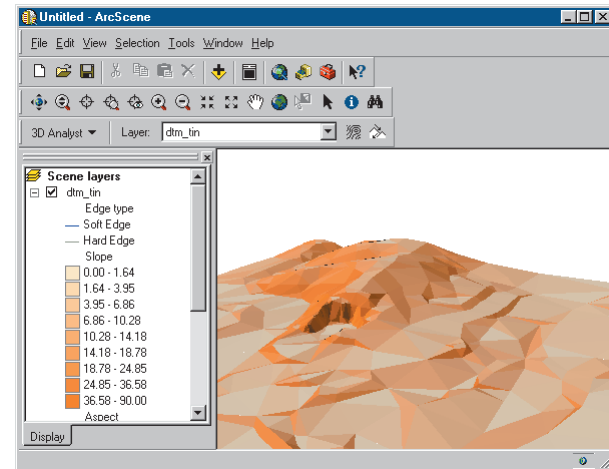 Untitled - ArcScene
File Edit View Selection Tools Window Help
3D Analyst Layer: dtm_tin
Scene layers
dtm_tin
Edge type
Soft Edge
Hard Edge
Slope
0.00 - 1.64
1.64 - 3.95
3.95 - 6.86
6.86 - 10.28
10.28 - 14.18
14.18 - 18.78
18.78 - 24.85
24.85 - 36.58
36.58 - 90.00
Aspect
Display